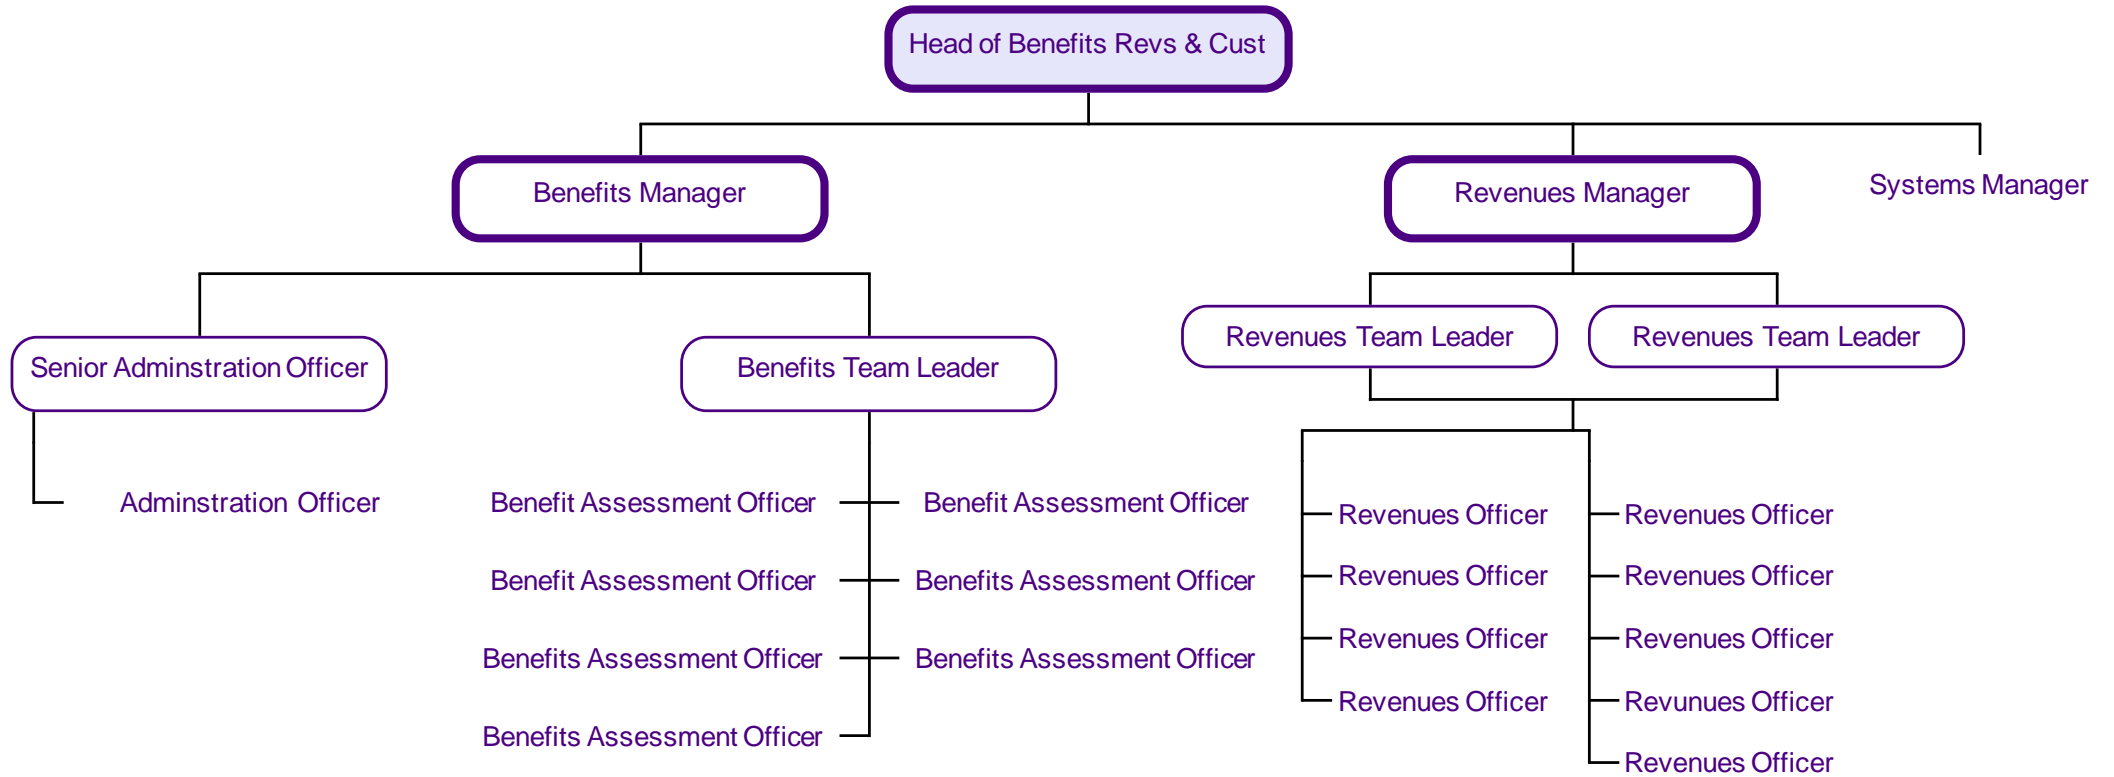 Head of Benefits Revs & Cust
Benefits Manager
Revenues Manager
Systems Manager
Senior Adminstration Officer
Benefits Team Leader
Revenues Team Leader
Revenues Team Leader
Adminstration Officer
Benefit Assessment Officer
Benefit Assessment Officer
Benefit Assessment Officer
Benefits Assessment Officer
Benefits Assessment Officer
Benefits Assessment Officer
Benefits Assessment Officer
Revenues Officer
Revenues Officer
Revenues Officer
Revenues Officer
Revenues Officer
Revenues Officer
Revenues Officer
Revunues Officer
Revenues Officer